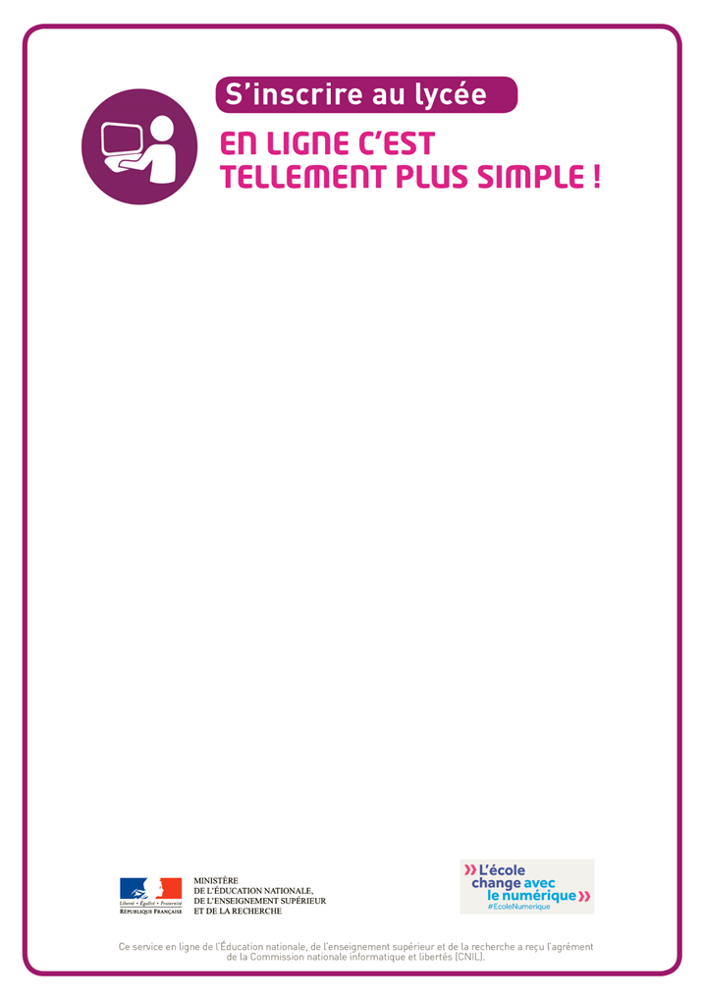 S’inscrire au lycée
EN LIGNE C’EST
TELLEMENT PLUS SIMPLE !
Liberté • Égalité • Fraternité
RÉPUBLIQUE FRANÇAISE
MINISTÈRE
DE L’ÉDUCATION NATIONALE,
DE L’ENSEIGNEMENT SUPÉRIEUR
ET DE LA RECHERCHE
L’école
change avec
le numérique
#EcoleNumerique
Ce service en ligne de l’Éducation nationale, de l’enseignement supérieur et de la recherche a reçu l’agrément
de la Commission nationale informatique et libertés (CNIL).